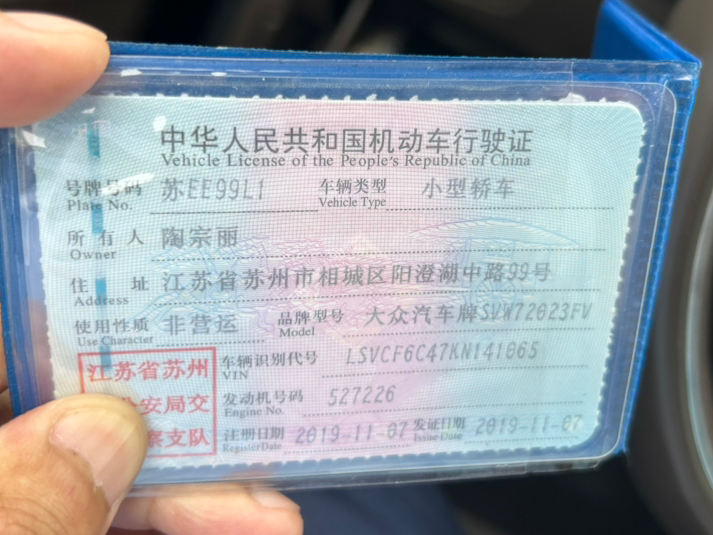 中华人民共和国机动车行驶证
Vehicle License of the People's Republic of China
号牌号码 苏EE99L1 车辆类型 小型轿车
Plate No. Vehicle Type
所有人 陶宗丽
Owner
住址 江苏省苏州市相城区阳澄湖中路99号
Address
使用性质 非营运 品牌型号 大众汽车牌SVW72023FV
Use Character Model
车辆识别代号 LSVCF6C47KN141065
VIN
发动机号码 527226
Engine No.
注册日期 2019-11-07 发证日期 2019-11-07
Register Date Issue Date
江苏省苏州
安局交
支队